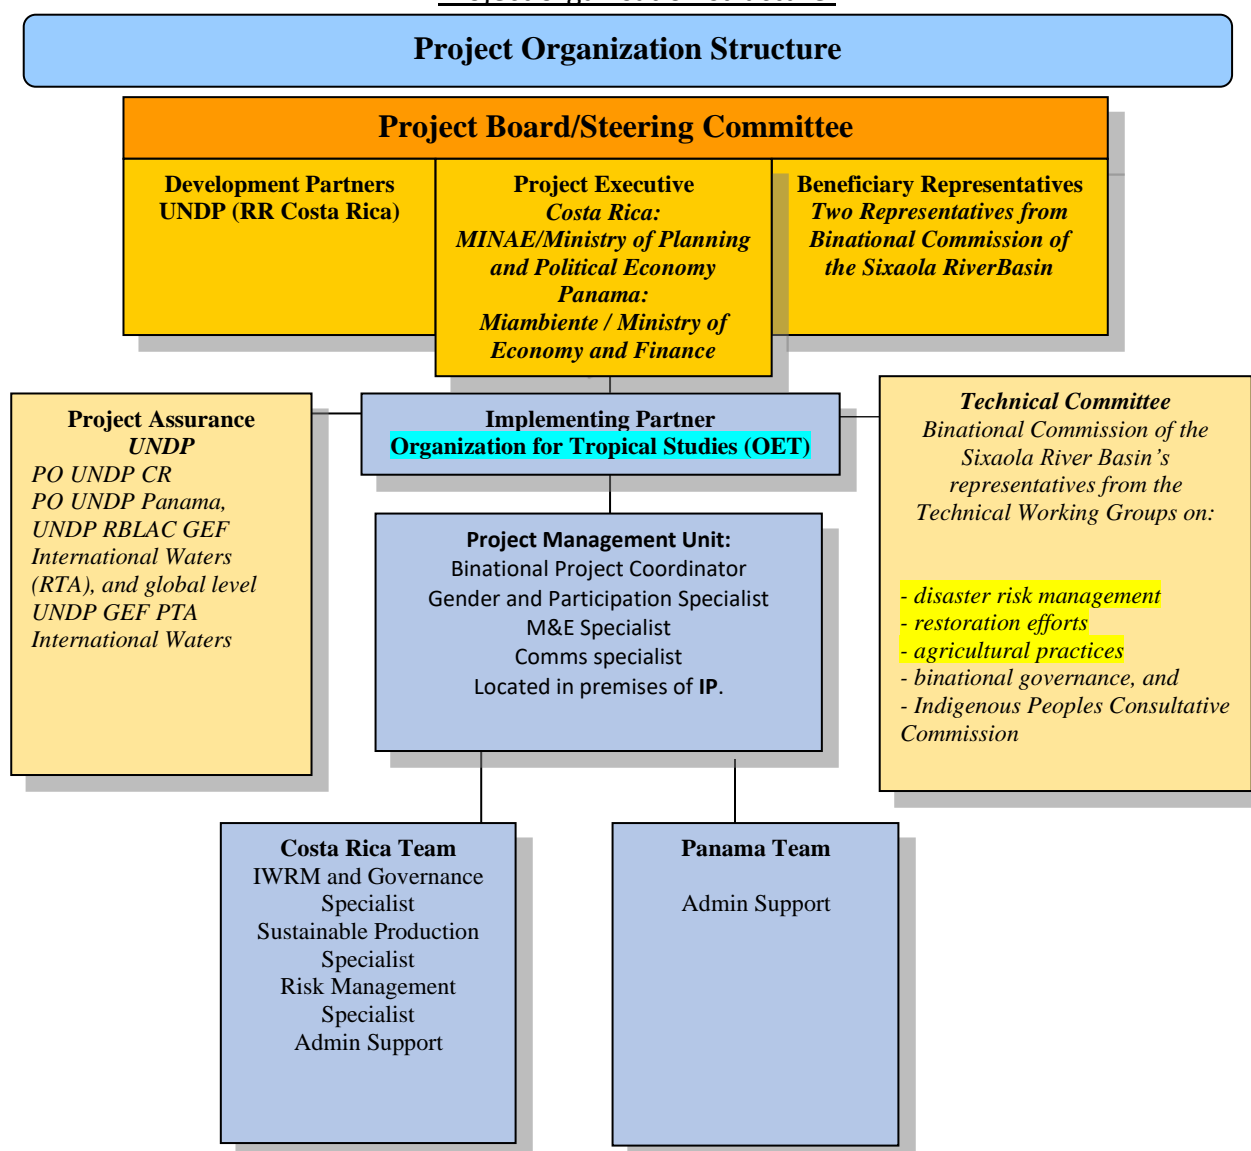 Project Organization Structure
Project Board/Steering Committee
Development Partners
UNDP (RR Costa Rica)
Project Executive
Costa Rica:
MINAE/Ministry of Planning
and Political Economy
Panama:
Miambiente / Ministry of
Economy and Finance
Beneficiary Representatives
Two Representatives from
Binational Commission of
the Sixaola RiverBasin
Project Assurance
UNDP
PO UNDP CR
PO UNDP Panama,
UNDP RBLAC GEF
International Waters
(RTA), and global level
UNDP GEF PTA
International Waters
Implementing Partner
Organization for Tropical Studies (OET)
Technical Committee
Binational Commission of the
Sixaola River Basin’s
representatives from the
Technical Working Groups on:
- disaster risk management
- restoration efforts
- agricultural practices
- binational governance, and
- Indigenous Peoples Consultative
Commission
Project Management Unit:
Binational Project Coordinator
Gender and Participation Specialist
M&E Specialist
Comms specialist
Located in premises of IP.
Costa Rica Team
IWRM and Governance
Specialist
Sustainable Production
Specialist
Risk Management
Specialist
Admin Support
Panama Team
Admin Support